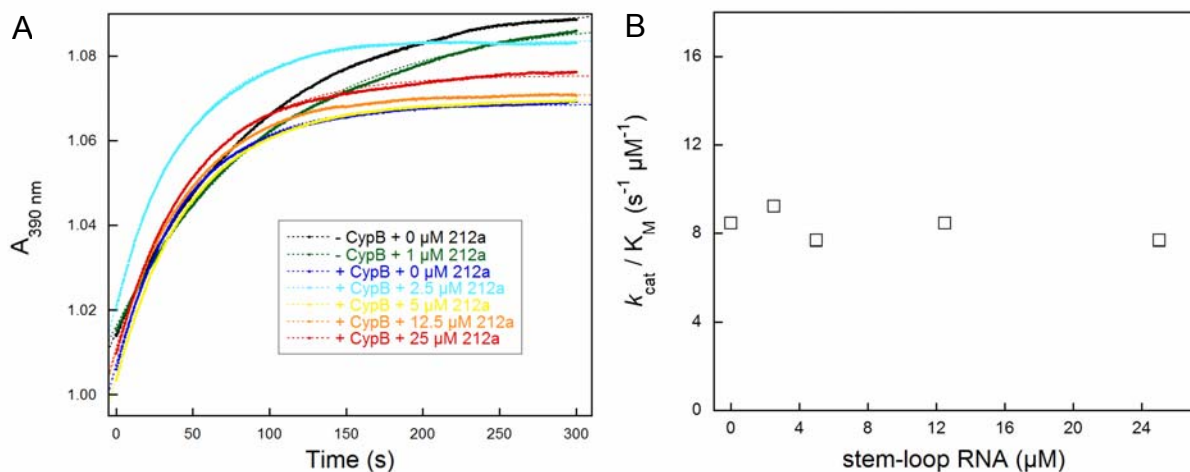 A
A390 nm
1.08
1.06
1.04
1.02
1.00
- CypB + 0 µM 212a
- CypB + 1 µM 212a
+ CypB + 0 µM 212a
+ CypB + 2.5 µM 212a
+ CypB + 5 µM 212a
+ CypB + 12.5 µM 212a
+ CypB + 25 µM 212a
0 50 100 150 200 250 300
Time (s)
B
kcat / KM (s-1 µM-1)
16
12
8
4
0
0 4 8 12 16 20 24
stem-loop RNA (µM)